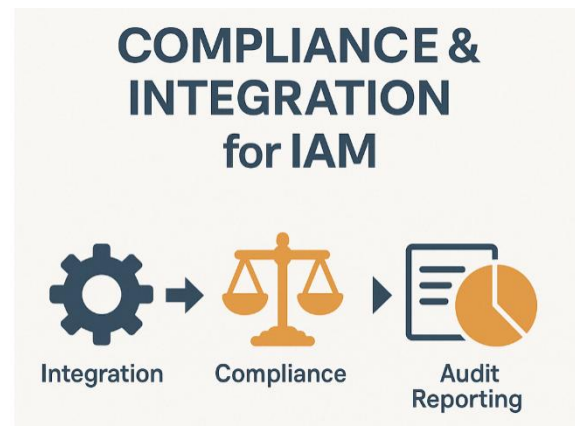 COMPLIANCE &
INTEGRATION
for IAM
Integration
Compliance
Audit
Reporting